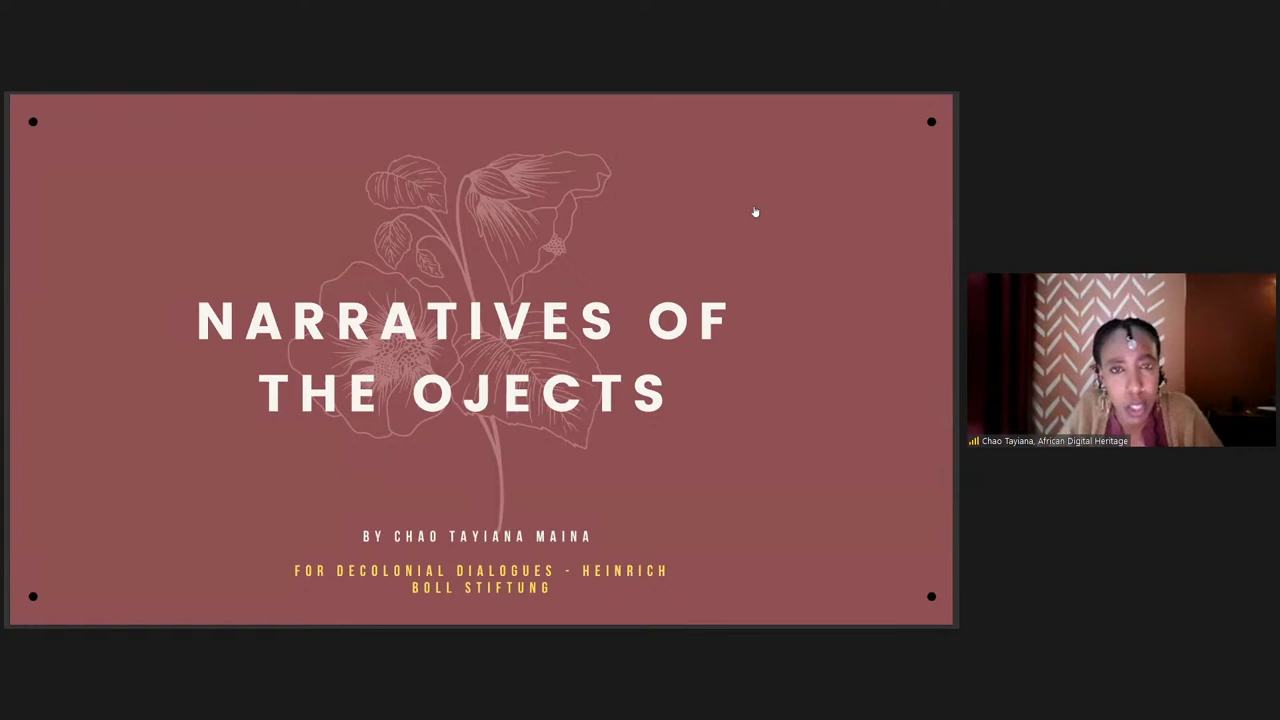 NARRATIVES OF
THE OJECTS
BY CHAO TAYIANA MAINA
FOR DECOLONIAL DIALOGUES - HEINRICH
BOLL STIFTUNG
Chao Tayiana, African Digital Heritage